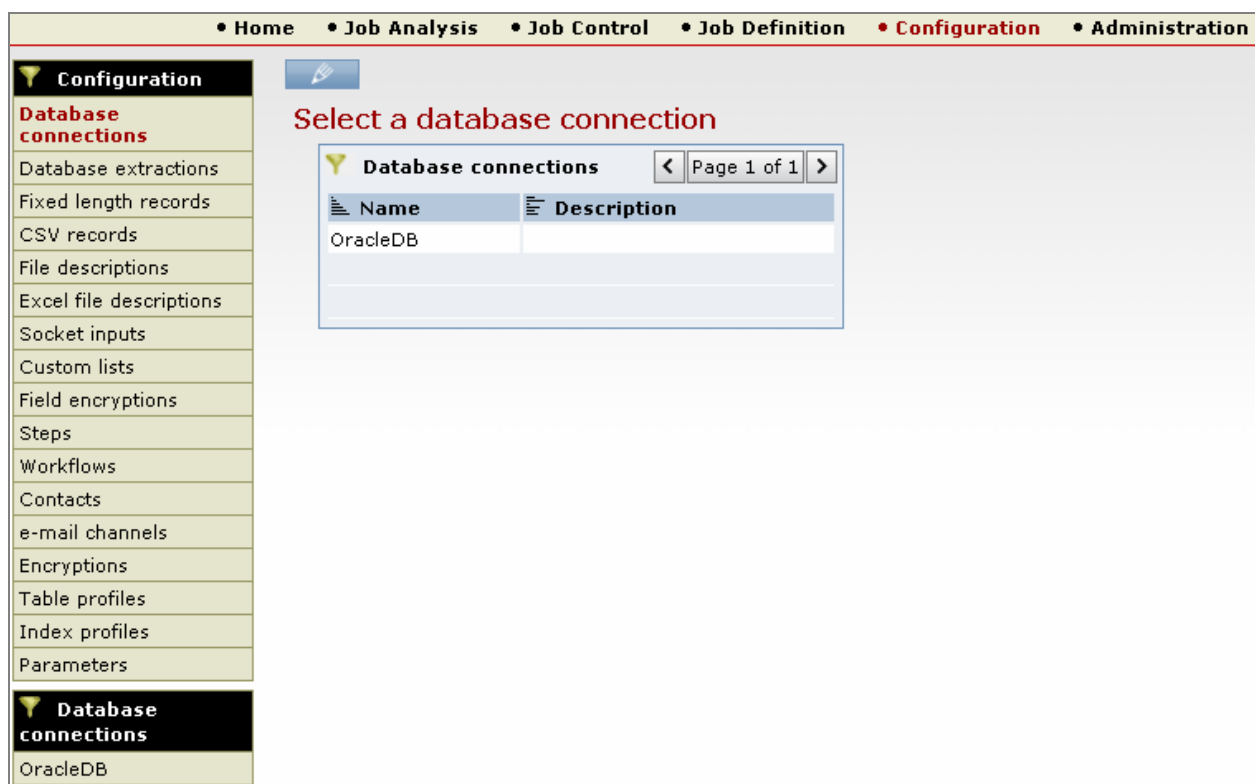 • Home • Job Analysis • Job Control • Job Definition • Configuration • Administration
Configuration
Database
connections
Database extractions
Fixed length records
CSV records
File descriptions
Excel file descriptions
Socket inputs
Custom lists
Field encryptions
Steps
Workflows
Contacts
e-mail channels
Encryptions
Table profiles
Index profiles
Parameters
Database
connections
OracleDB
Select a database connection
Database connections < Page 1 of 1 >
Name Description
OracleDB